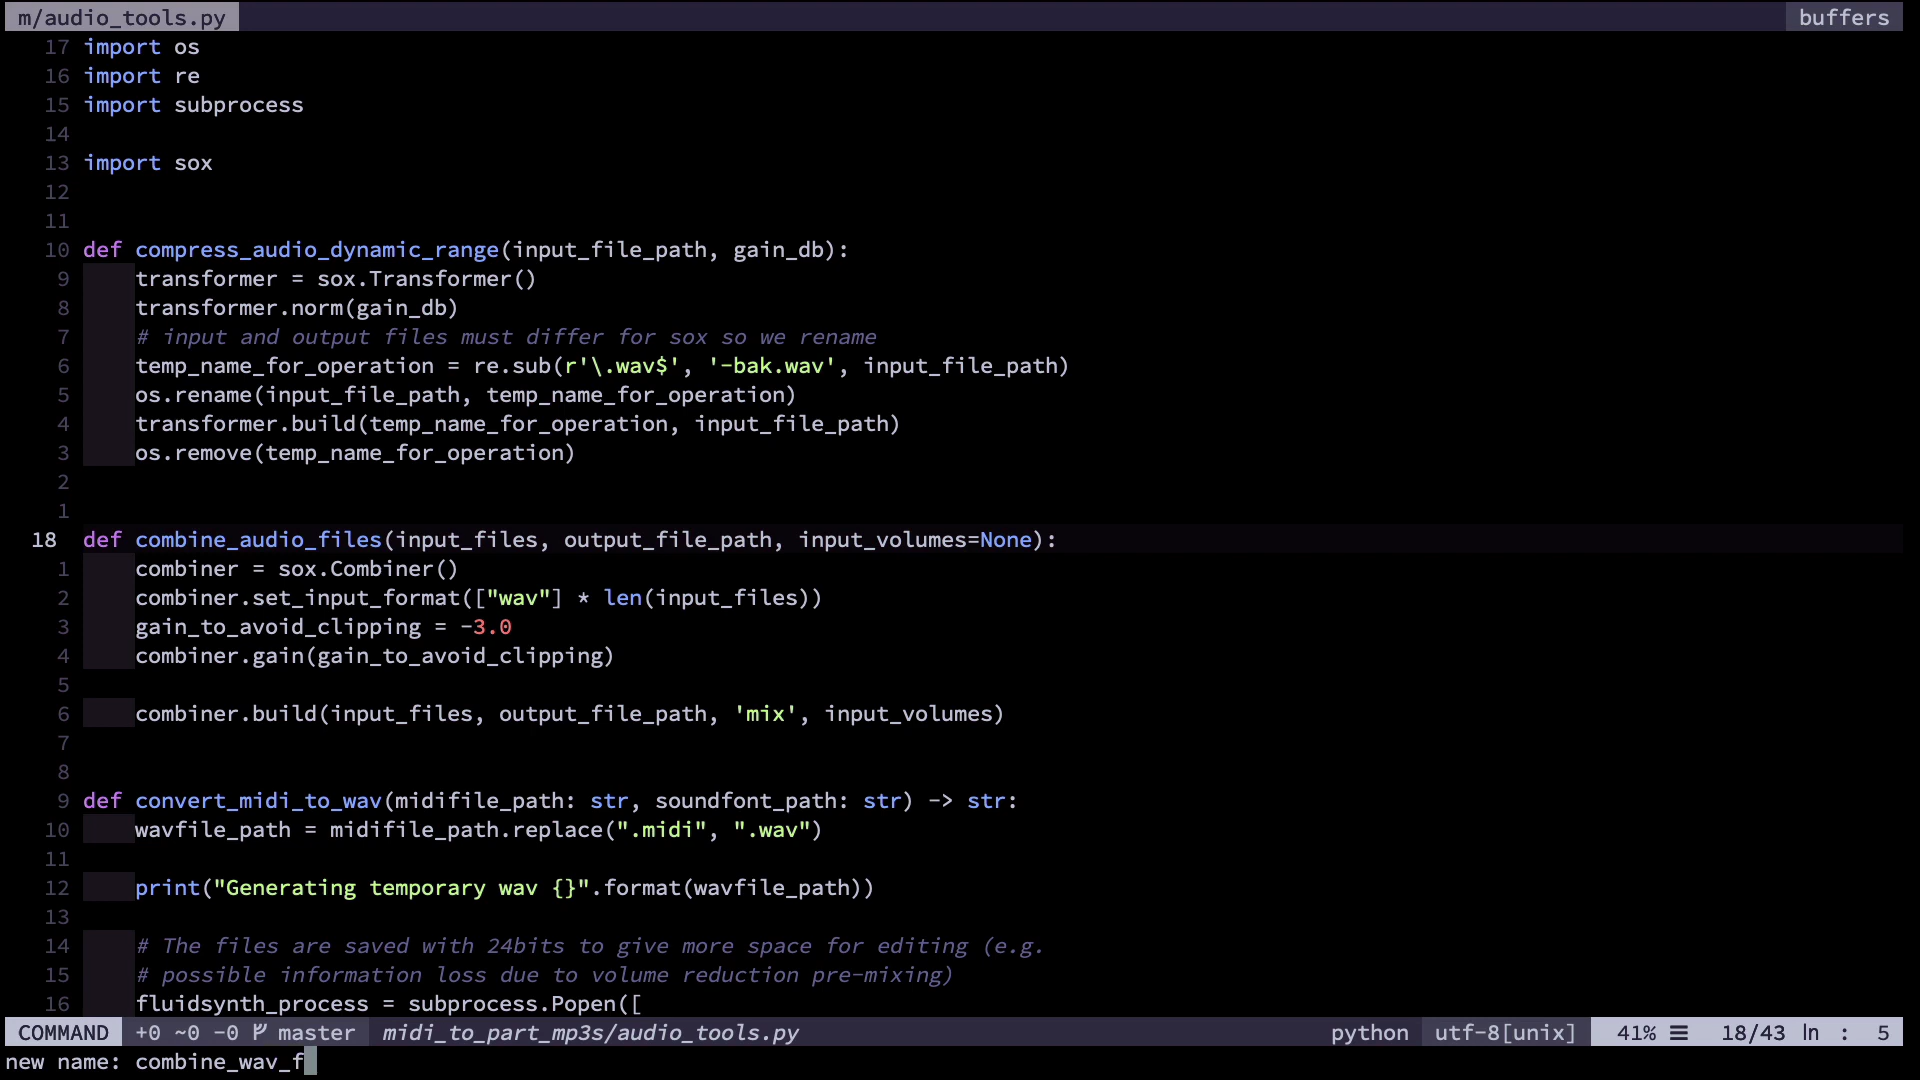 m/audio_tools.py buffers
17 import os
16 import re
15 import subprocess
14
13 import sox
12
11
10 def compress_audio_dynamic_range(input_file_path, gain_db):
9     transformer = sox.Transformer()
8     transformer.norm(gain_db)
7     # input and output files must differ for sox so we rename
6     temp_name_for_operation = re.sub(r'\.wav$', '-bak.wav', input_file_path)
5     os.rename(input_file_path, temp_name_for_operation)
4     transformer.build(temp_name_for_operation, input_file_path)
3     os.remove(temp_name_for_operation)
2
1
18 def combine_audio_files(input_files, output_file_path, input_volumes=None):
1     combiner = sox.Combiner()
2     combiner.set_input_format(["wav"] * len(input_files))
3     gain_to_avoid_clipping = -3.0
4     combiner.gain(gain_to_avoid_clipping)
5
6     combiner.build(input_files, output_file_path, 'mix', input_volumes)
7
8
9 def convert_midi_to_wav(midifile_path: str, soundfont_path: str) -> str:
10     wavfile_path = midifile_path.replace(".midi", ".wav")
11
12     print("Generating temporary wav {}".format(wavfile_path))
13
14     # The files are saved with 24bits to give more space for editing (e.g.
15     # possible information loss due to volume reduction pre-mixing)
16     fluidsynth_process = subprocess.Popen([
COMMAND +0 ~0 -0 master midi_to_part_mp3s/audio_tools.py python utf-8[unix] 41% ☰ 18/43 ln : 5
new name: combine_wav_f